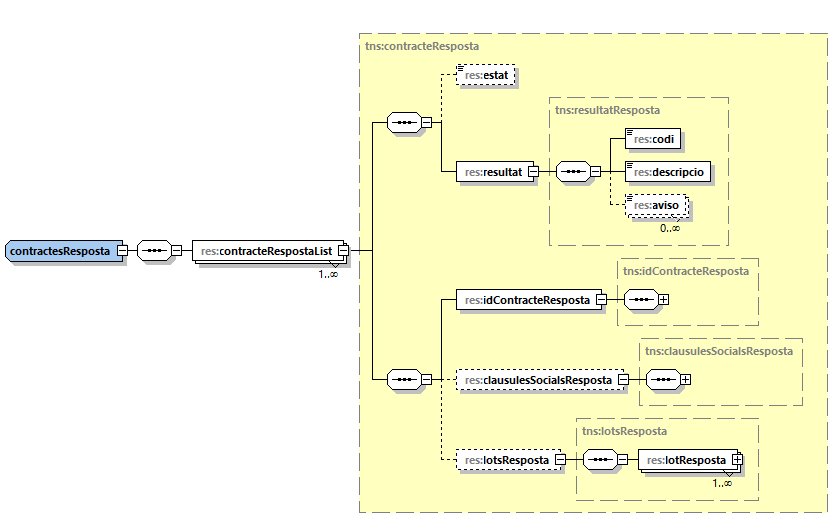 tns:contracteResposta
res:estat
tns:resultatResposta
res:codi
res:resultat
res:descripcio
res:aviso
0..∞
contractesResposta
res:contracteRespostaList
1..∞
tns:idContracteResposta
res:idContracteResposta
tns:clausulesSocialsResposta
res:clausulesSocialsResposta
tns:lotsResposta
res:lotsResposta
res:lotResposta
1..∞